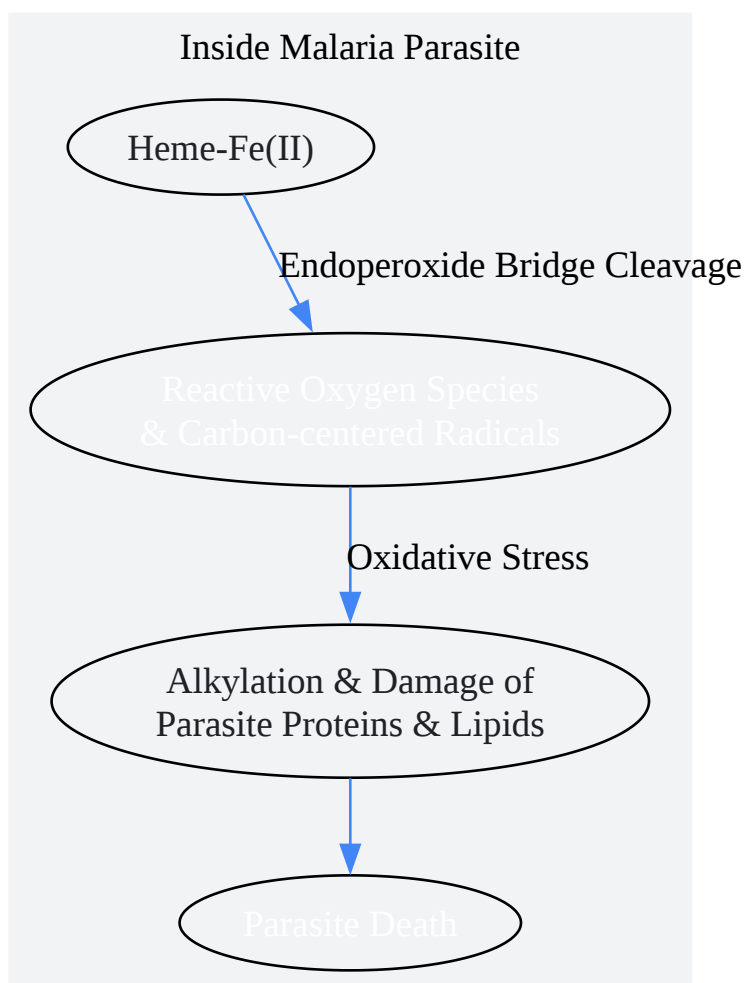 Inside Malaria Parasite
Heme-Fe(II)
Endoperoxide Bridge Cleavage
Reactive Oxygen Species
& Carbon-centered Radicals
Oxidative Stress
Alkylation & Damage of
Parasite Proteins & Lipids
Parasite Death